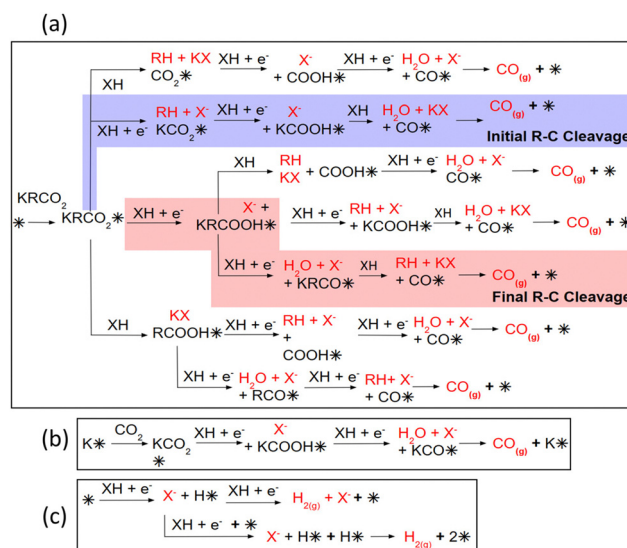 (a)
RH + KX XH + e⁻ X⁻ XH + e⁻ H₂O + X⁻
XH CO₂* + COOH* + CO* CO(g) + *
RH + X⁻ XH + e⁻ X⁻ XH H₂O + KX CO(g) + *
XH + e⁻ KCO₂* + KCOOH* + CO*
Initial R-C Cleavage
XH RH XH + e⁻ H₂O + X⁻
KX + COOH* CO* CO(g) + *
KRCO₂
* KRCO₂* XH + e⁻ X⁻ + XH + e⁻ RH + X⁻ XH H₂O + KX
KRCOOH* + KCOOH* + CO* CO(g) + *
XH + e⁻ H₂O + X⁻ XH RH + KX
+ KRCO* + CO* CO(g) + *
Final R-C Cleavage
XH KX XH + e⁻ RH + X⁻ XH + e⁻ H₂O + X⁻
RCOOH* + + CO* CO(g) + *
COOH*
XH + e⁻ H₂O + X⁻ XH + e⁻ RH+ X⁻
+ RCO* + CO* CO(g) + *
(b)
K* CO₂ KCO₂ XH + e⁻ X⁻ XH + e⁻ H₂O + X⁻
* + KCOOH* + KCO* CO(g) + K*
(c)
* XH + e⁻ X⁻ + H* XH + e⁻ H₂(g) + X⁻ + *
XH + e⁻ + * X⁻ + H* + H* H₂(g) + 2*